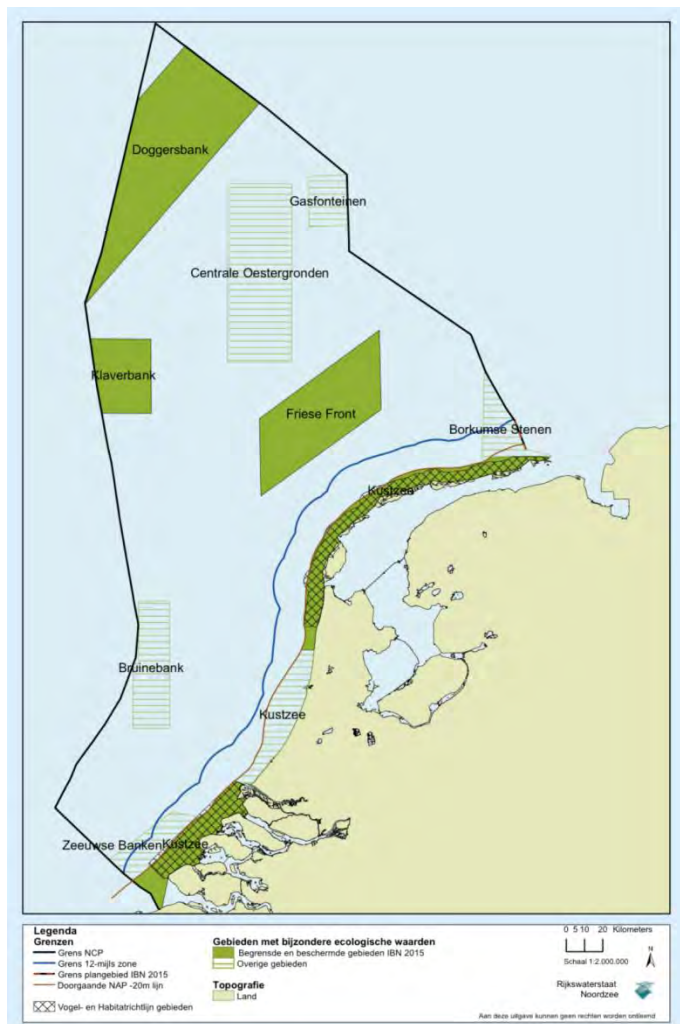 Doggersbank
Gasfonteinen
Centrale Oestergronden
Klaverbank
Friese Front
Borkumse Stenen
Kustzee
Bruinebank
Kustzee
Zeeuwse Banken
Kustzee
Legenda
Grenzen
Grens NCP
Grens 12-mijls zone
Grens plangebied IBN 2015
Doorgaande NAP -20m lijn
Vogel- en Habitatrichtlijn gebieden
Gebieden met bijzondere ecologische waarden
Begrensde en beschermde gebieden IBN 2015
Overige gebieden
Topografie
Land
0 5 10 20 Kilometers
Schaal 1:2.000.000
N
Rijkswaterstaat
Noordzee
Aan deze uitgave kunnen geen rechten worden ontleend